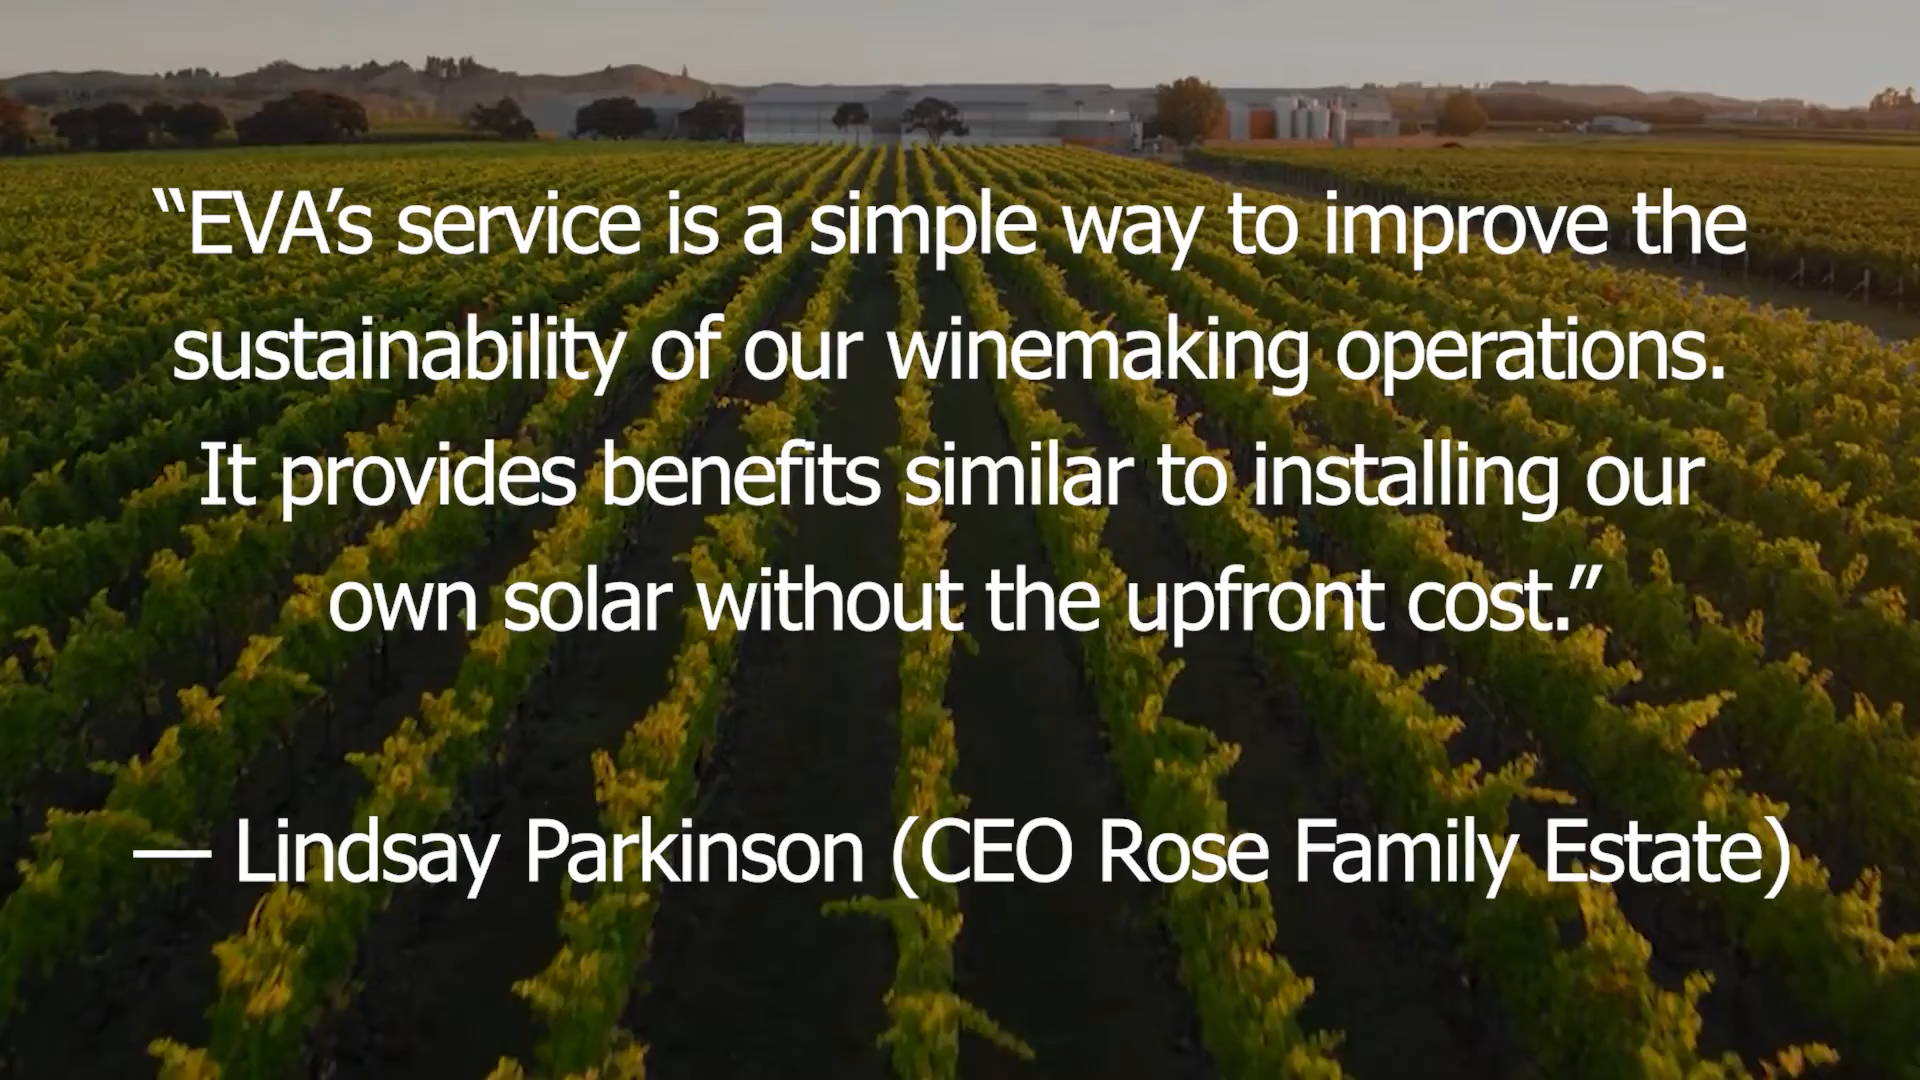 “EVA’s service is a simple way to improve the
sustainability of our winemaking operations.
It provides benefits similar to installing our
own solar without the upfront cost.”
— Lindsay Parkinson (CEO Rose Family Estate)